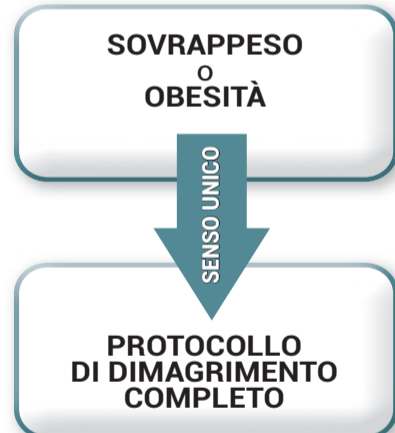 SOVRAPPESO
O
OBESITÀ
SENSO UNICO
PROTOCOLLO
DI DIMAGRIMENTO
COMPLETO